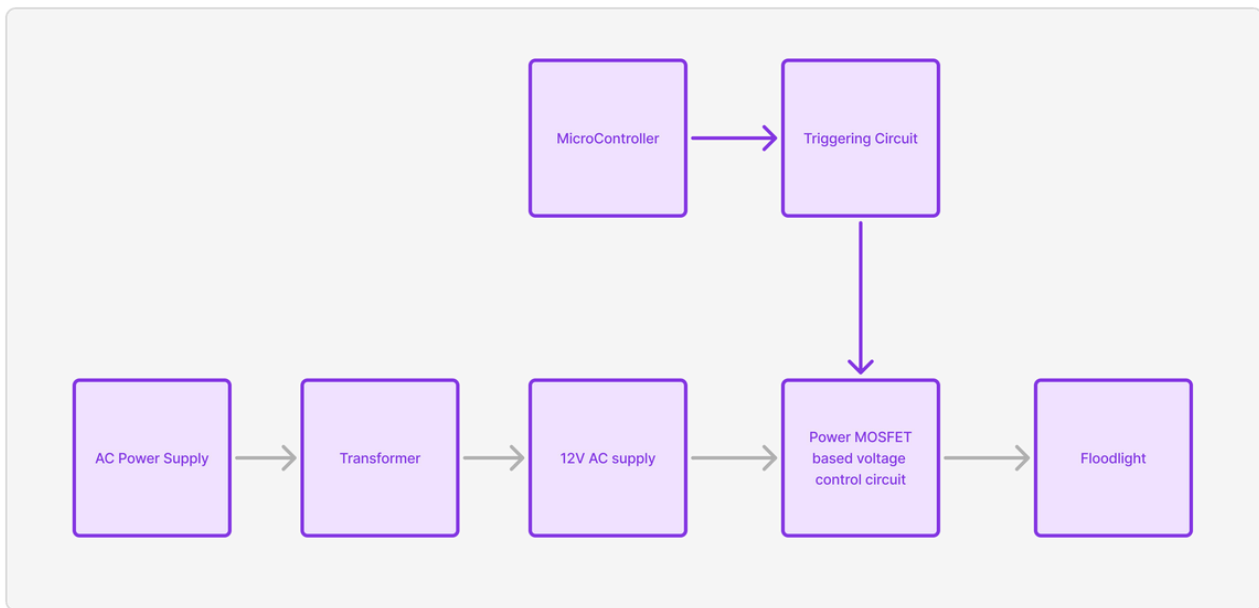 MicroController
Triggering Circuit
AC Power Supply
Transformer
12V AC supply
Power MOSFET
based voltage
control circuit
Floodlight